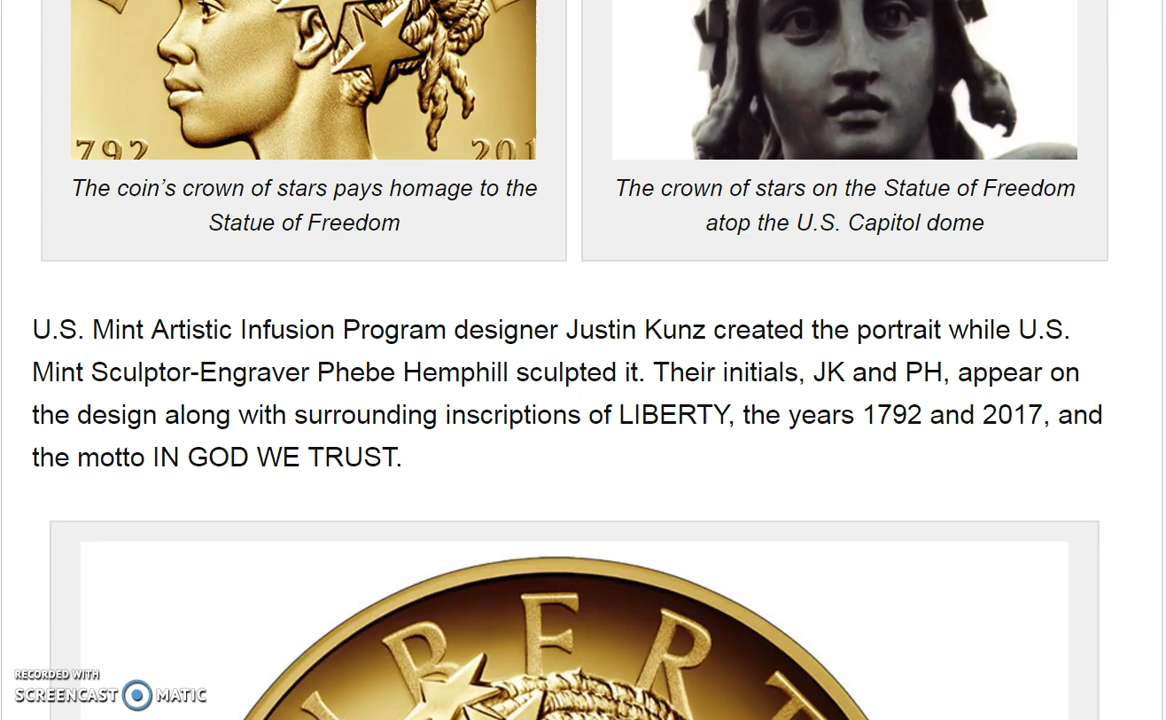 792
201
The coin’s crown of stars pays homage to the
Statue of Freedom
The crown of stars on the Statue of Freedom
atop the U.S. Capitol dome
U.S. Mint Artistic Infusion Program designer Justin Kunz created the portrait while U.S.
Mint Sculptor-Engraver Phebe Hemphill sculpted it. Their initials, JK and PH, appear on
the design along with surrounding inscriptions of LIBERTY, the years 1792 and 2017, and
the motto IN GOD WE TRUST.
IBERT
RECORDED WITH
SCREENCAST MATIC